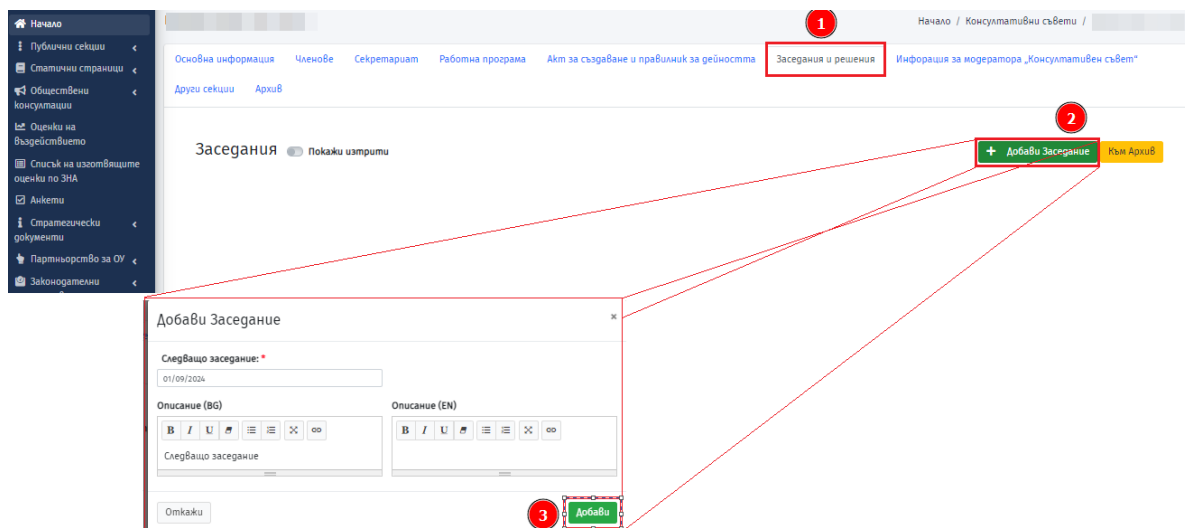 Начало
Публични секции
Статични страници
Обществени
консултации
Оценки на
въздействието
Списък на изготвящите
оценки по ЗНА
Анкети
Стратегически
документи
Партньорство за ОУ
Законодателни
Начало / Консултативни съвети /
1
Основна информация Членове Секретариат Работна програма Акт за създаване и правилник за дейността Заседания и решения Инфорация за модератора „Консултативен съвет“
Други секции Архив
2
Заседания Покажи изтрити
+ Добави Заседание Към Архив
Добави Заседание ×
Следващо заседание: *
01/09/2024
Описание (BG) Описание (EN)
B I U B I U
Следващо заседание
Откажи 3 Добави